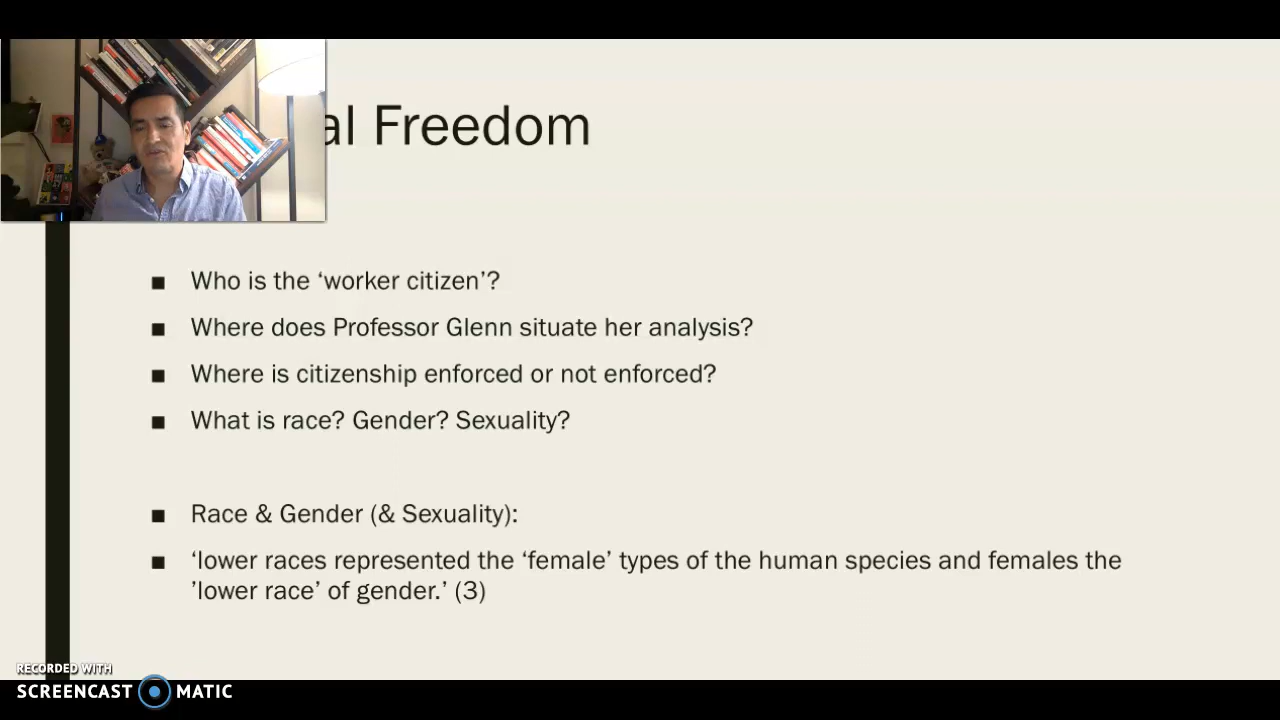 al Freedom
■ Who is the ‘worker citizen’?
■ Where does Professor Glenn situate her analysis?
■ Where is citizenship enforced or not enforced?
■ What is race? Gender? Sexuality?
■ Race & Gender (& Sexuality):
■ ‘lower races represented the ‘female’ types of the human species and females the
’lower race’ of gender.’ (3)
RECORDED WITH
SCREENCAST MATIC